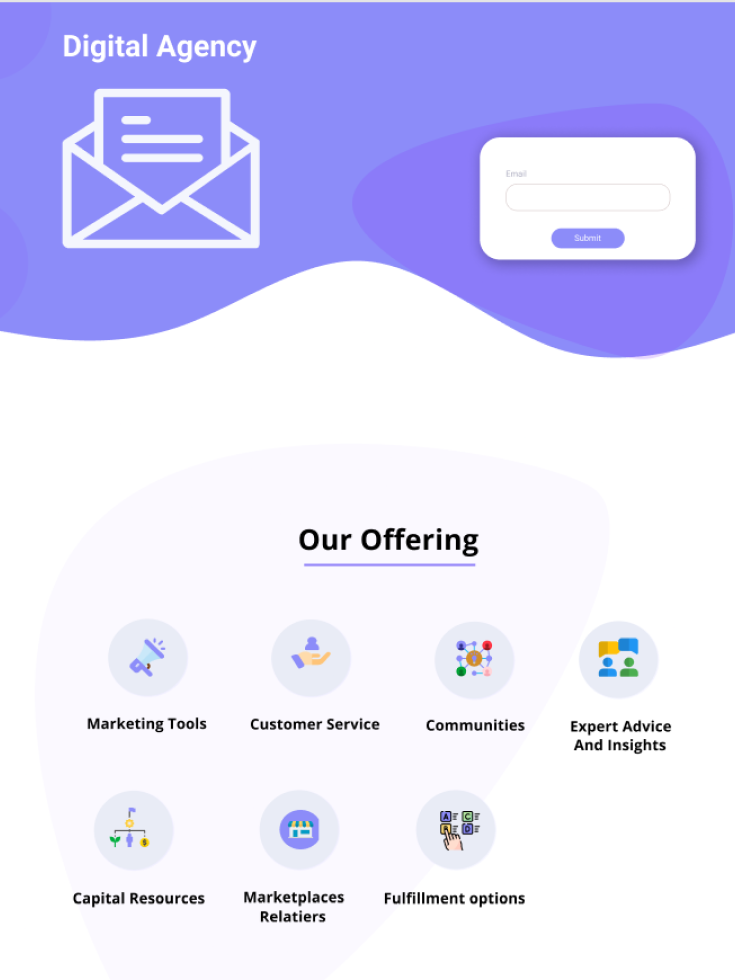 Digital Agency
Email
Submit
Our Offering
Marketing Tools
Customer Service
Communities
Expert Advice
And Insights
A
C
B
D
Capital Resources
Marketplaces
Relatiers
Fulfillment options